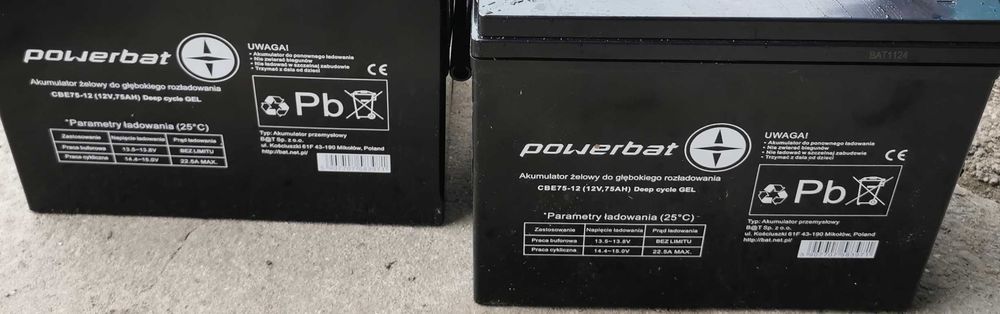 powerbat
Akumulator żelowy do głębokiego rozładowania
CBE75-12 (12V,75AH) Deep cycle GEL
*Parametry ładowania (25°C)
Zastosowanie Napięcie ładowania Prąd ładowania
Praca buforowa 13.5~13.8V BEZ LIMITU
Praca cykliczna 14.4~15.0V 22.5A MAX.
UWAGA!
• Akumulator do ponownego ładowania
• Nie zwierać biegunów
• Nie ładować w szczelnej zabudowie
• Trzymać z dala od dzieci
CE
Pb
Typ: Akumulator przemysłowy
B@T Sp. z o.o.
ul. Kościuszki 61F 43-190 Mikołów, Poland
http://bat.net.pl/
BAT1124
powerbat
Akumulator żelowy do głębokiego rozładowania
CBE75-12 (12V,75AH) Deep cycle GEL
*Parametry ładowania (25°C)
Zastosowanie Napięcie ładowania Prąd ładowania
Praca buforowa 13.5~13.8V BEZ LIMITU
Praca cykliczna 14.4~15.0V 22.5A MAX.
UWAGA!
• Akumulator do ponownego ładowania
• Nie zwierać biegunów
• Nie ładować w szczelnej zabudowie
• Trzymać z dala od dzieci
CE
Pb
Typ: Akumulator przemysłowy
B@T Sp. z o.o.
ul. Kościuszki 61F 43-190 Mikołów, Poland
http://bat.net.pl/